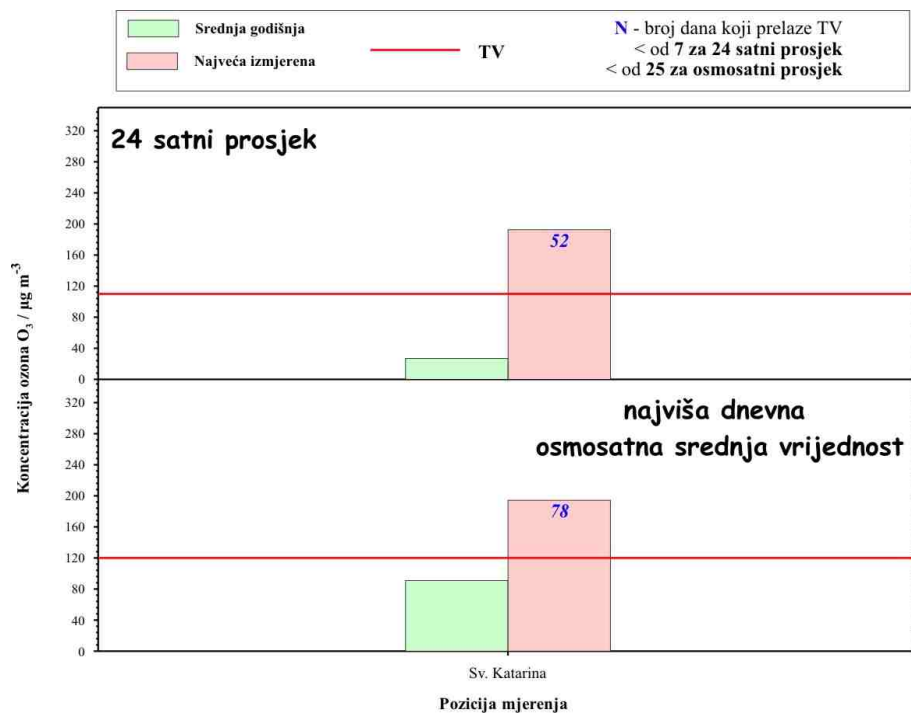 Srednja godišnja
Najveća izmjerena
TV
N - broj dana koji prelaze TV
< od 7 za 24 satni prosjek
< od 25 za osmosatni prosjek
Koncentracija ozona O₃ / µg m⁻³
24 satni prosjek
320
280
240
200
160
120
80
40
0
52
najviša dnevna
osmosatna srednja vrijednost
320
280
240
200
160
120
80
40
0
78
Sv. Katarina
Pozicija mjerenja